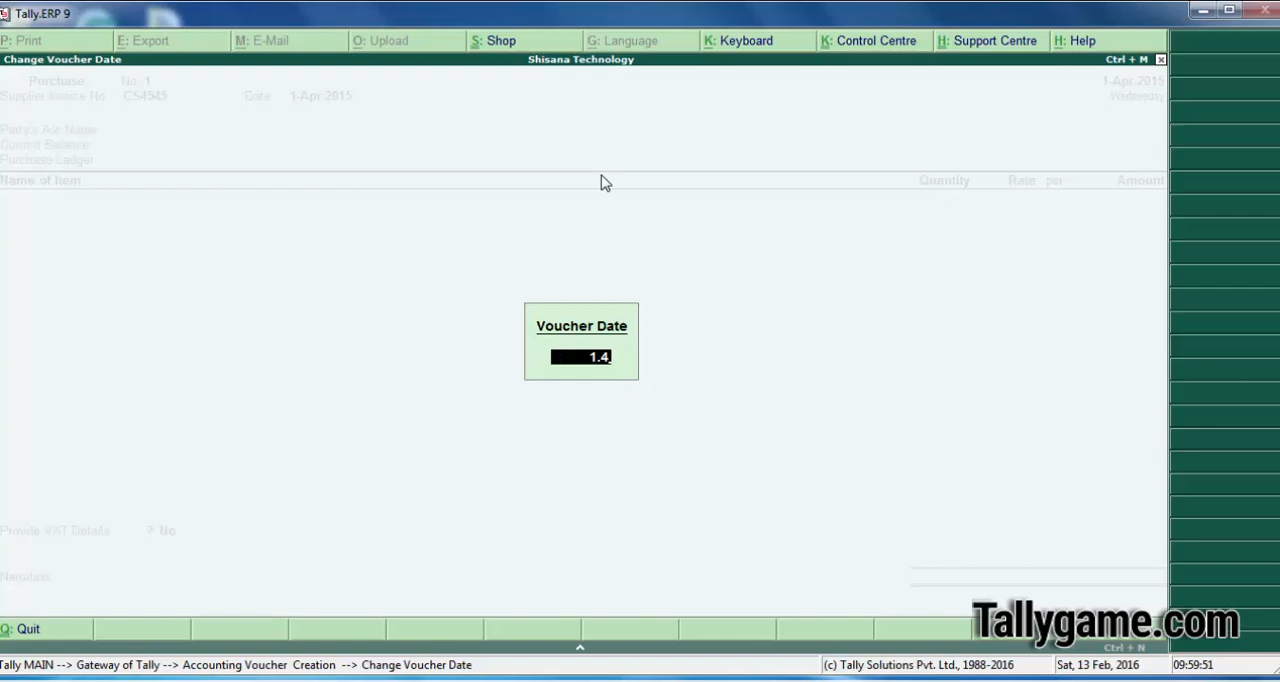 Tally.ERP 9
P: Print E: Export M: E-Mail O: Upload S: Shop G: Language K: Keyboard K: Control Centre H: Support Centre H: Help
Change Voucher Date Shisana Technology Ctrl + M
Purchase No. 1 1-Apr-2015
Supplier Invoice No CS4545 Date 1-Apr-2015 Wednesday
Party's A/c Name
Current Balance
Purchase Ledger
Name of Item Quantity Rate per Amount
Voucher Date
1.4
Provide VAT Details ? No
Narration:
Q: Quit
Tallygame.com
Ctrl + N
Tally MAIN --> Gateway of Tally --> Accounting Voucher Creation --> Change Voucher Date (c) Tally Solutions Pvt. Ltd., 1988-2016 Sat, 13 Feb, 2016 09:59:51